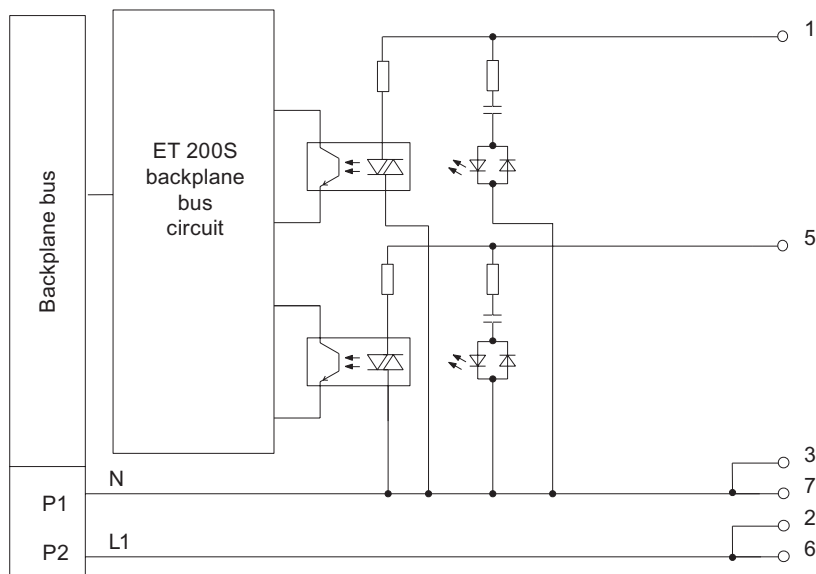 Backplane bus
ET 200S
backplane
bus
circuit
1
5
3
P1
N
7
2
P2
L1
6